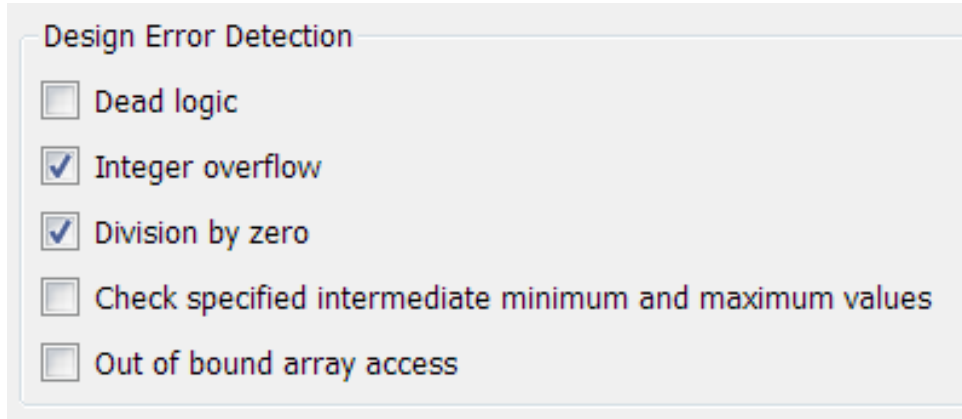 Design Error Detection
Dead logic
Integer overflow
Division by zero
Check specified intermediate minimum and maximum values
Out of bound array access